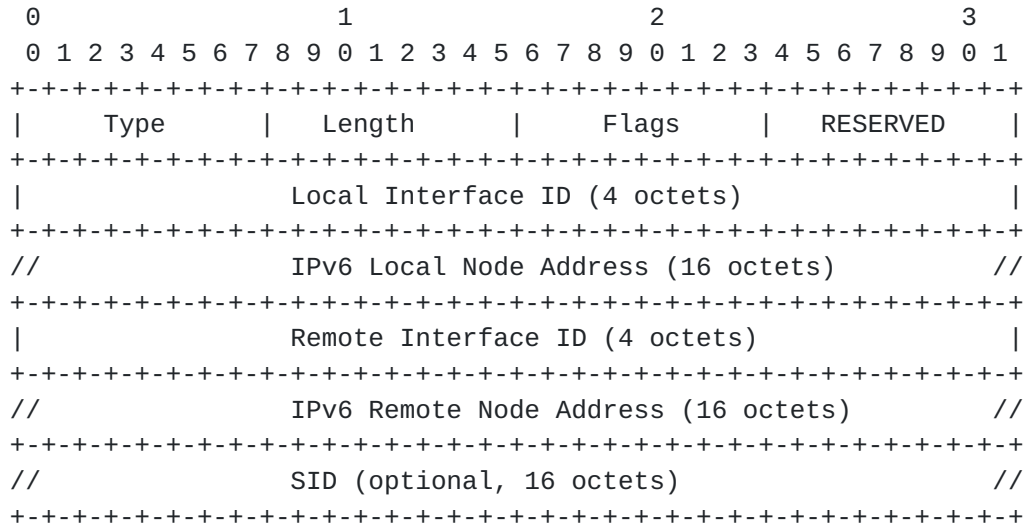 0                   1                   2                   3
 0 1 2 3 4 5 6 7 8 9 0 1 2 3 4 5 6 7 8 9 0 1 2 3 4 5 6 7 8 9 0 1
+-+-+-+-+-+-+-+-+-+-+-+-+-+-+-+-+-+-+-+-+-+-+-+-+-+-+-+-+-+-+-+-+
|     Type      |   Length      |     Flags     |   RESERVED    |
+-+-+-+-+-+-+-+-+-+-+-+-+-+-+-+-+-+-+-+-+-+-+-+-+-+-+-+-+-+-+-+-+
|                 Local Interface ID (4 octets)                 |
+-+-+-+-+-+-+-+-+-+-+-+-+-+-+-+-+-+-+-+-+-+-+-+-+-+-+-+-+-+-+-+-+
//                IPv6 Local Node Address (16 octets)          //
+-+-+-+-+-+-+-+-+-+-+-+-+-+-+-+-+-+-+-+-+-+-+-+-+-+-+-+-+-+-+-+-+
|                 Remote Interface ID (4 octets)                |
+-+-+-+-+-+-+-+-+-+-+-+-+-+-+-+-+-+-+-+-+-+-+-+-+-+-+-+-+-+-+-+-+
//                IPv6 Remote Node Address (16 octets)         //
+-+-+-+-+-+-+-+-+-+-+-+-+-+-+-+-+-+-+-+-+-+-+-+-+-+-+-+-+-+-+-+-+
//                SID (optional, 16 octets)                    //
+-+-+-+-+-+-+-+-+-+-+-+-+-+-+-+-+-+-+-+-+-+-+-+-+-+-+-+-+-+-+-+-+